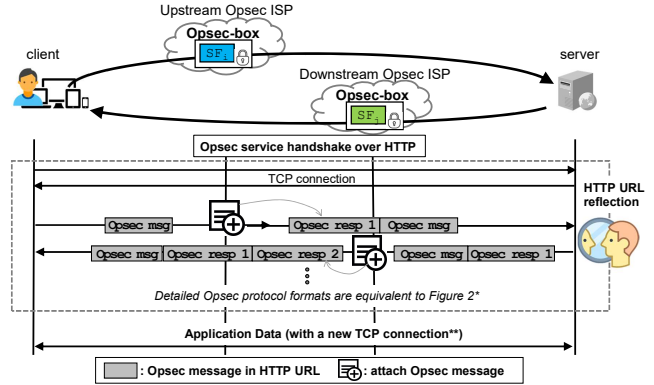 Upstream Opsec ISP
Opsec-box
SFi
client
server
Downstream Opsec ISP
Opsec-box
SFj
Opsec service handshake over HTTP
TCP connection
HTTP URL
reflection
Opsec msg
Opsec resp 1 Opsec msg
Opsec msg Opsec resp 1 Opsec resp 2
Opsec msg Opsec resp 1
Detailed Opsec protocol formats are equivalent to Figure 2*
Application Data (with a new TCP connection**)
: Opsec message in HTTP URL
: attach Opsec message